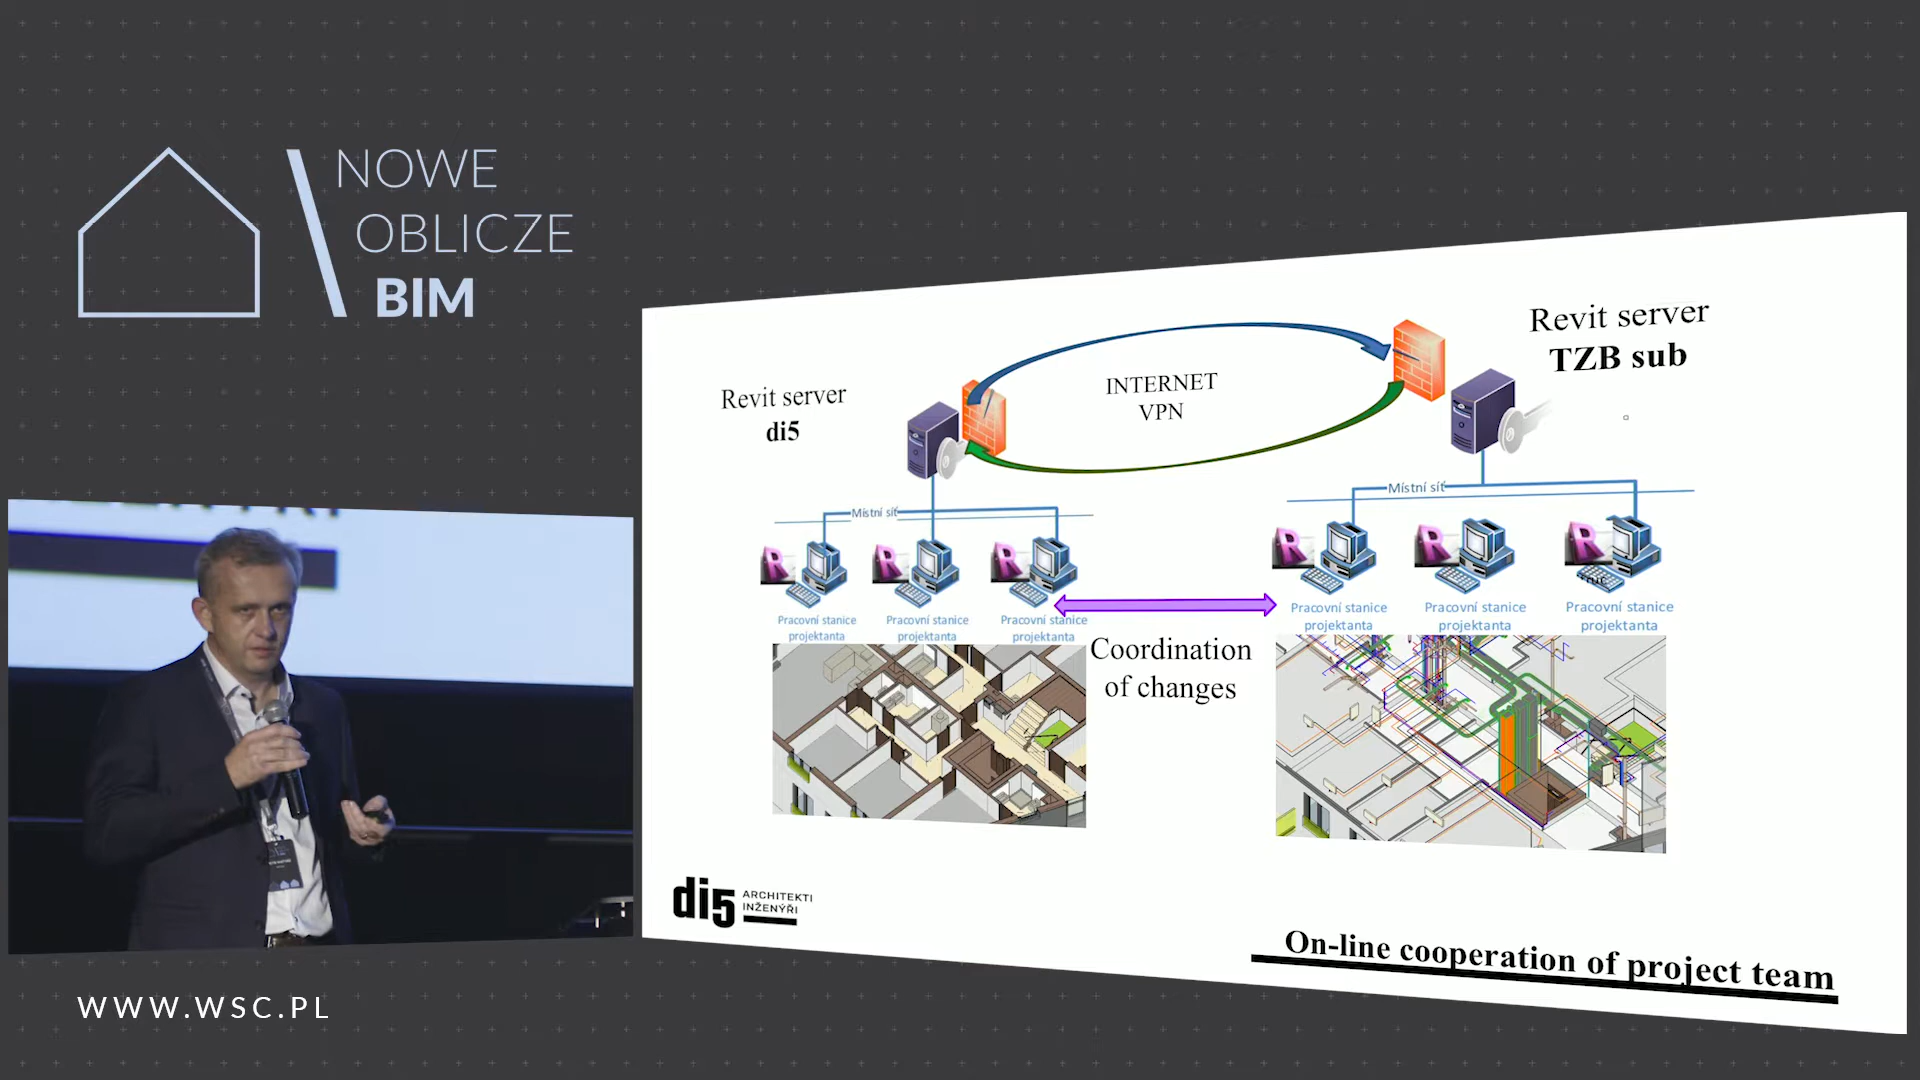 NOWE
OBLICZE
BIM
Revit server
di5
INTERNET
VPN
Revit server
TZB sub
Místní síť
Místní síť
R
R
R
R
R
R
Pracovní stanice
projektanta
Pracovní stanice
projektanta
Pracovní stanice
projektanta
Pracovní stanice
projektanta
Pracovní stanice
projektanta
Pracovní stanice
projektanta
Coordination
of changes
di5 ARCHITEKTI
INŽENÝŘI
On-line cooperation of project team
WWW.WSC.PL